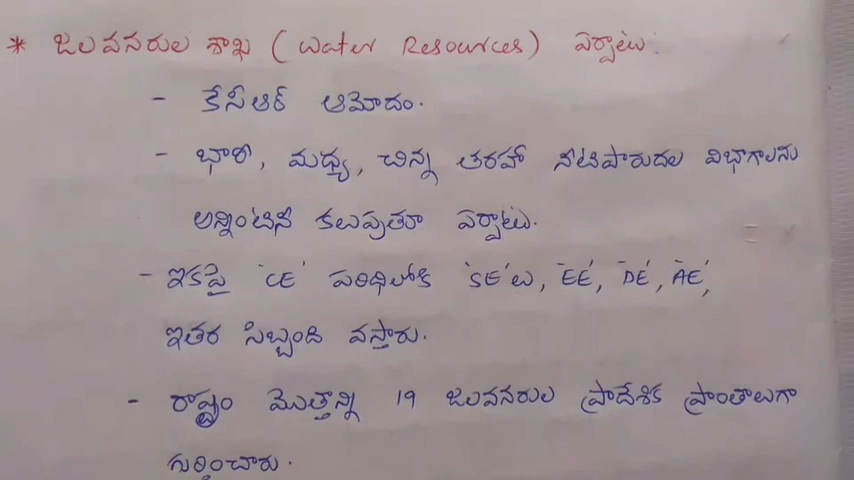 * జలవనరుల శాఖ (Water Resources) ఏర్పాటు.
- కేసీఆర్ ఆమోదం.
- భారీ, మధ్య, చిన్న తరహా నీటిపారుదల విభాగాలను
అన్నింటినీ కలుపుతూ ఏర్పాటు.
- ఇకపై 'CE' పరిధిలోకి 'SE'లు, 'EE', 'DE', 'AE',
ఇతర సిబ్బంది వస్తారు.
- రాష్ట్రం మొత్తాన్ని 19 జలవనరుల ప్రాదేశిక ప్రాంతాలుగా
గుర్తించారు.